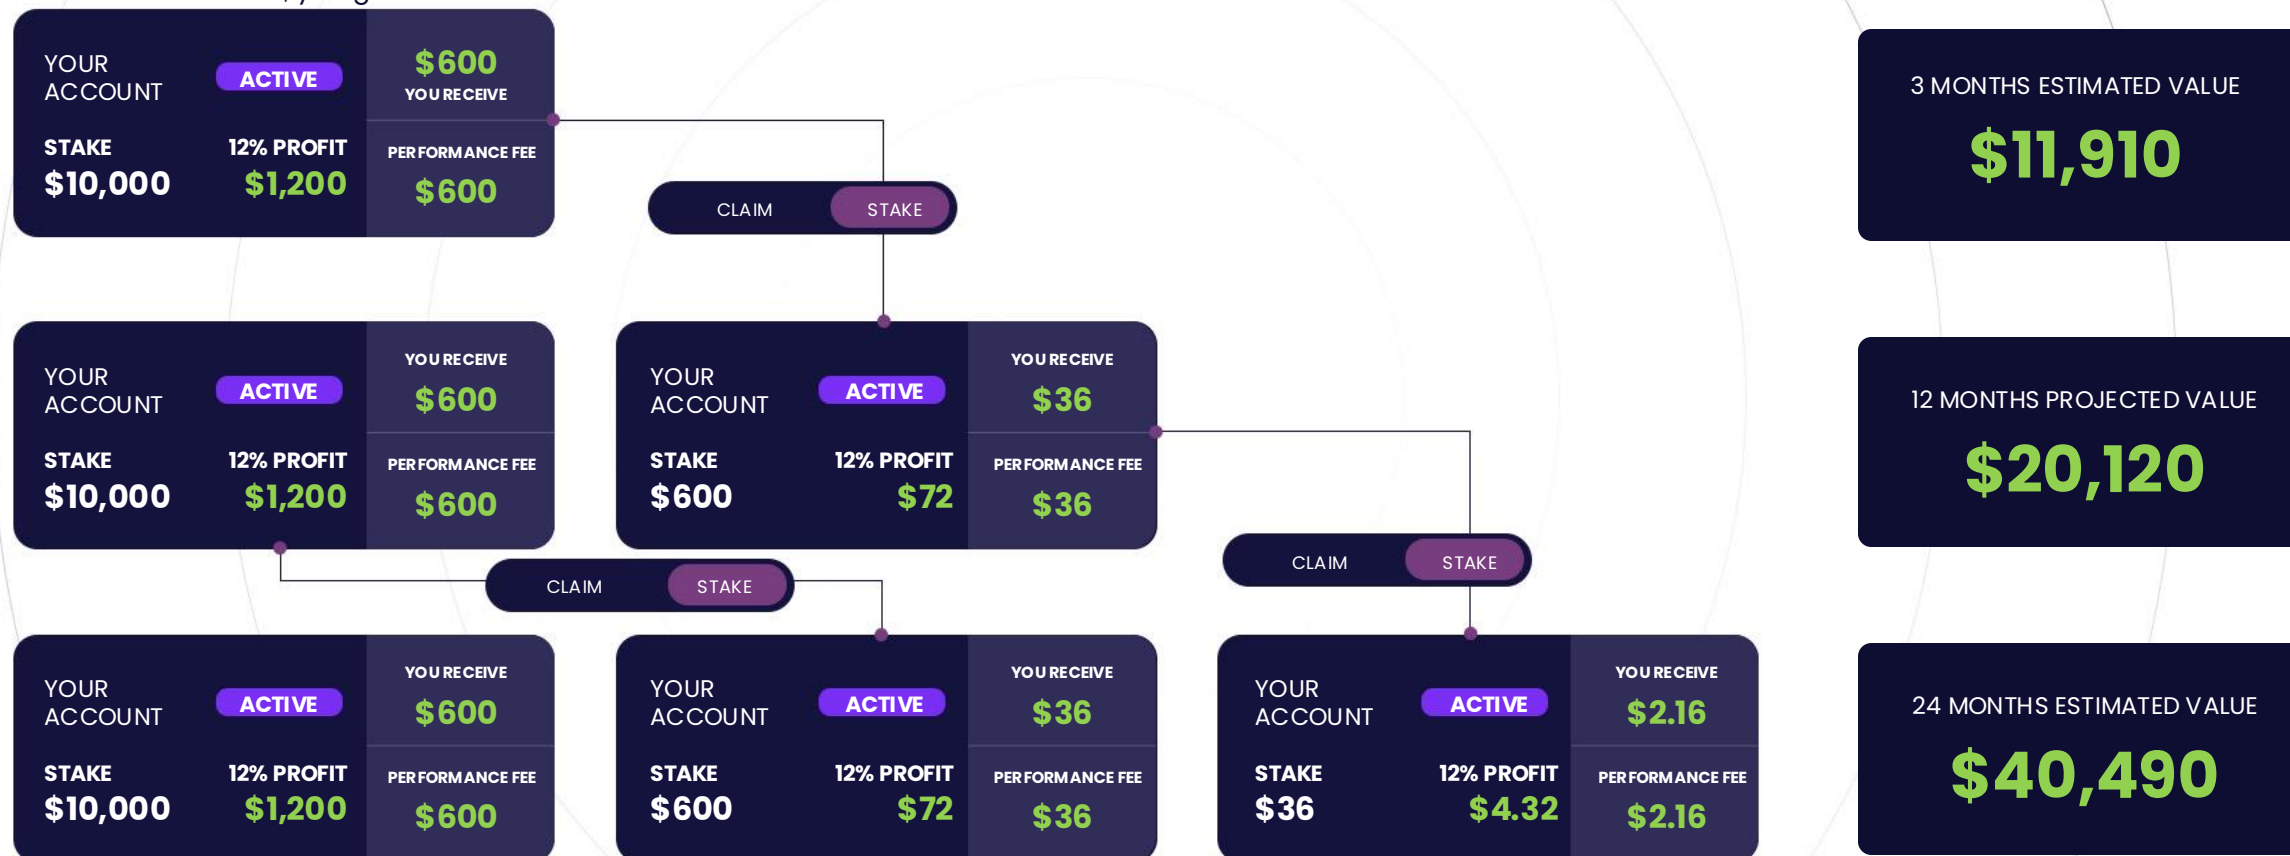 YOUR
ACCOUNT
ACTIVE
$600
YOU RECEIVE
STAKE
$10,000
12% PROFIT
$1,200
PERFORMANCE FEE
$600
CLAIM
STAKE
3 MONTHS ESTIMATED VALUE
$11,910
YOUR
ACCOUNT
ACTIVE
YOU RECEIVE
$600
STAKE
$10,000
12% PROFIT
$1,200
PERFORMANCE FEE
$600
YOUR
ACCOUNT
ACTIVE
YOU RECEIVE
$36
STAKE
$600
12% PROFIT
$72
PERFORMANCE FEE
$36
12 MONTHS PROJECTED VALUE
$20,120
CLAIM
STAKE
CLAIM
STAKE
YOUR
ACCOUNT
ACTIVE
YOU RECEIVE
$600
STAKE
$10,000
12% PROFIT
$1,200
PERFORMANCE FEE
$600
YOUR
ACCOUNT
ACTIVE
YOU RECEIVE
$36
STAKE
$600
12% PROFIT
$72
PERFORMANCE FEE
$36
YOUR
ACCOUNT
ACTIVE
YOU RECEIVE
$2.16
STAKE
$36
12% PROFIT
$4.32
PERFORMANCE FEE
$2.16
24 MONTHS ESTIMATED VALUE
$40,490